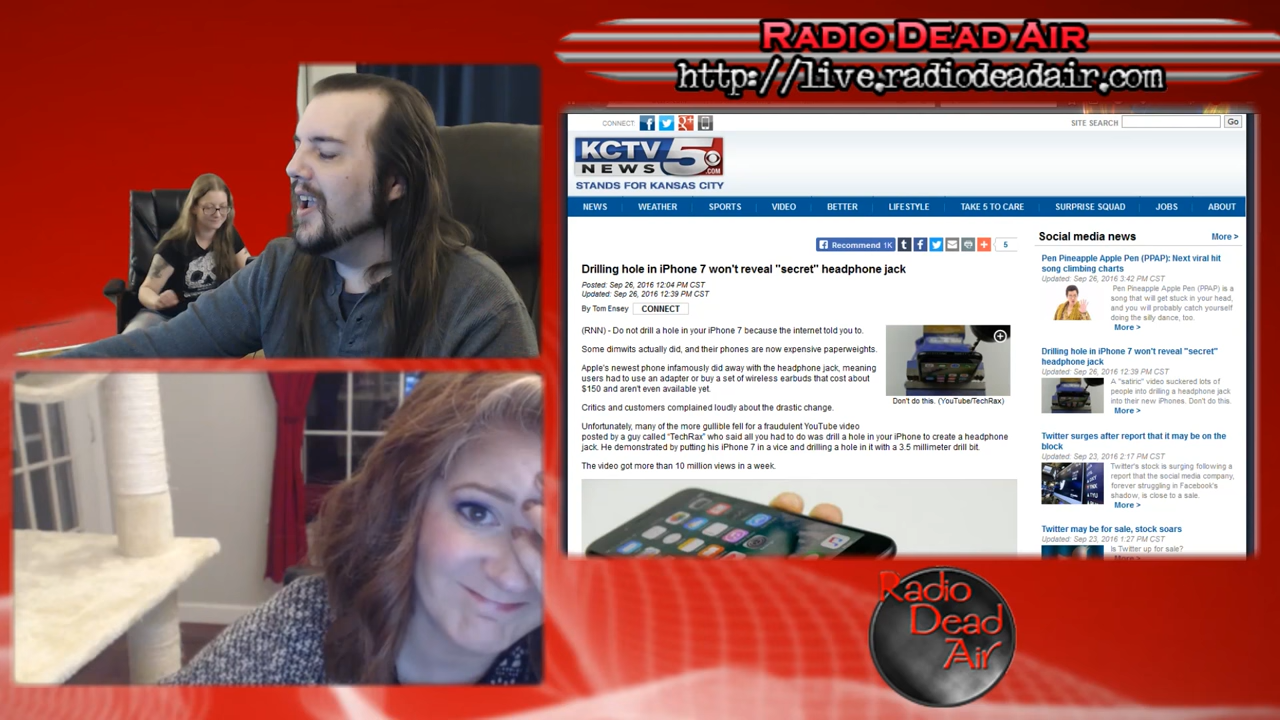 Radio Dead Air
http://live.radiodeadair.com
CONNECT:
SITE SEARCH
Go
KCTV 5
NEWS .COM
STANDS FOR KANSAS CITY
NEWS WEATHER SPORTS VIDEO BETTER LIFESTYLE TAKE 5 TO CARE SURPRISE SQUAD JOBS ABOUT
Recommend 1K
5
Drilling hole in iPhone 7 won't reveal "secret" headphone jack
Posted: Sep 26, 2016 12:04 PM CST
Updated: Sep 26, 2016 12:39 PM CST
By Tom Ensey CONNECT
(RNN) - Do not drill a hole in your iPhone 7 because the internet told you to.
Some dimwits actually did, and their phones are now expensive paperweights.
Apple's newest phone infamously did away with the headphone jack, meaning
users had to use an adapter or buy a set of wireless earbuds that cost about
$150 and aren't even available yet.
Critics and customers complained loudly about the drastic change.
Unfortunately, many of the more gullible fell for a fraudulent YouTube video
posted by a guy called "TechRax" who said all you had to do was drill a hole in your iPhone to create a headphone
jack. He demonstrated by putting his iPhone 7 in a vice and drilling a hole in it with a 3.5 millimeter drill bit.
The video got more than 10 million views in a week.
Don't do this. (YouTube/TechRax)
Social media news
More >
Pen Pineapple Apple Pen (PPAP): Next viral
hit song climbing charts
Updated: Sep 26, 2016 3:42 PM CST
Pen Pineapple Apple Pen (PPAP) is a
song that will get stuck in your head,
and you will probably catch yourself
doing the silly dance, too.
More >
Drilling hole in iPhone 7 won't reveal "secret"
headphone jack
Updated: Sep 26, 2016 12:39 PM CST
A "satiric" video suckered lots of
people into drilling a headphone jack
into their new iPhones. Don't do this.
More >
Twitter surges after report that it may be on the
block
Updated: Sep 23, 2016 2:17 PM CST
Twitter's stock is surging following a
report that the social media company,
forever struggling in Facebook's
shadow, is close to a sale.
More >
Twitter may be for sale, stock soars
Updated: Sep 23, 2016 1:27 PM CST
Is Twitter up for sale?
More >
Radio
Dead
Air